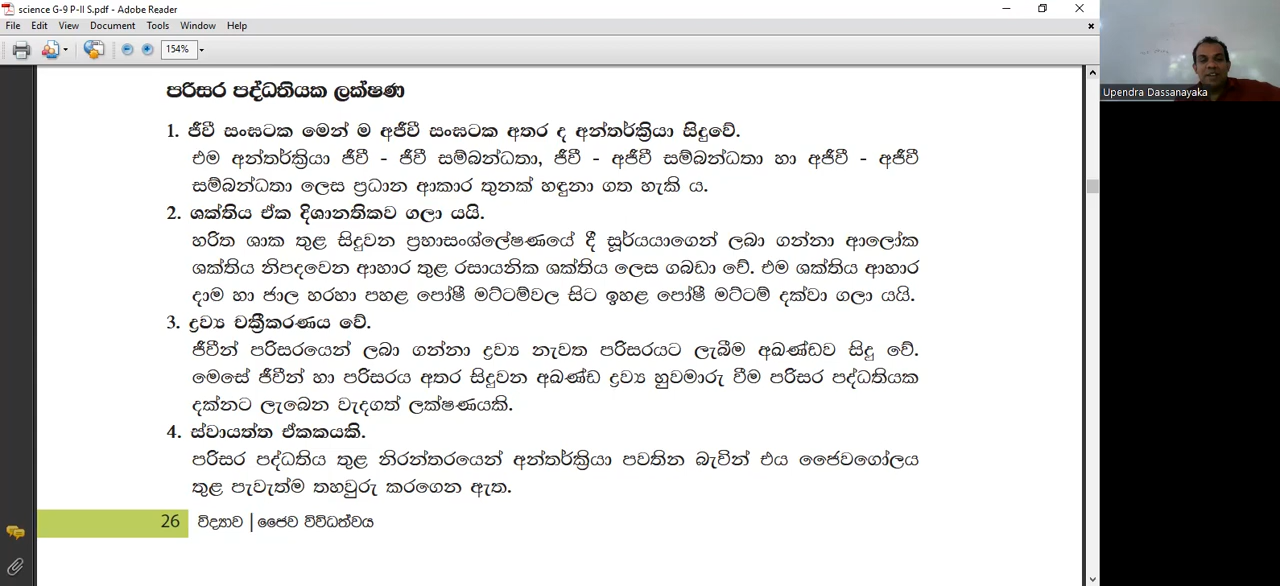 science G-9 P-II S.pdf - Adobe Reader
File Edit View Document Tools Window Help
154%
Upendra Dassanayaka
පරිසර පද්ධතියක ලක්ෂණ
1. ජීවී සංඝටක මෙන් ම අජීවී සංඝටක අතර ද අන්තර්ක්‍රියා සිදුවේ.
එම අන්තර්ක්‍රියා ජීවී - ජීවී සම්බන්ධතා, ජීවී - අජීවී සම්බන්ධතා හා අජීවී - අජීවී
සම්බන්ධතා ලෙස ප්‍රධාන ආකාර තුනක් හඳුනා ගත හැකි ය.
2. ශක්තිය ඒක දිශානතිකව ගලා යයි.
හරිත ශාක තුළ සිදුවන ප්‍රභාසංශ්ලේෂණයේ දී සූර්යයාගෙන් ලබා ගන්නා ආලෝක
ශක්තිය නිපදවෙන ආහාර තුළ රසායනික ශක්තිය ලෙස ගබඩා වේ. එම ශක්තිය ආහාර
දාම හා ජාල හරහා පහළ පෝෂී මට්ටම්වල සිට ඉහළ පෝෂී මට්ටම් දක්වා ගලා යයි.
3. ද්‍රව්‍ය චක්‍රීකරණය වේ.
ජීවීන් පරිසරයෙන් ලබා ගන්නා ද්‍රව්‍ය නැවත පරිසරයට ලැබීම අඛණ්ඩව සිදු වේ.
මෙසේ ජීවීන් හා පරිසරය අතර සිදුවන අඛණ්ඩ ද්‍රව්‍ය හුවමාරු වීම පරිසර පද්ධතියක
දක්නට ලැබෙන වැදගත් ලක්ෂණයකි.
4. ස්වායත්ත ඒකකයකි.
පරිසර පද්ධතිය තුළ නිරන්තරයෙන් අන්තර්ක්‍රියා පවතින බැවින් එය ජෛවගෝලය
තුළ පැවැත්ම තහවුරු කරගෙන ඇත.
26 විද්‍යාව | ජෛව විවිධත්වය